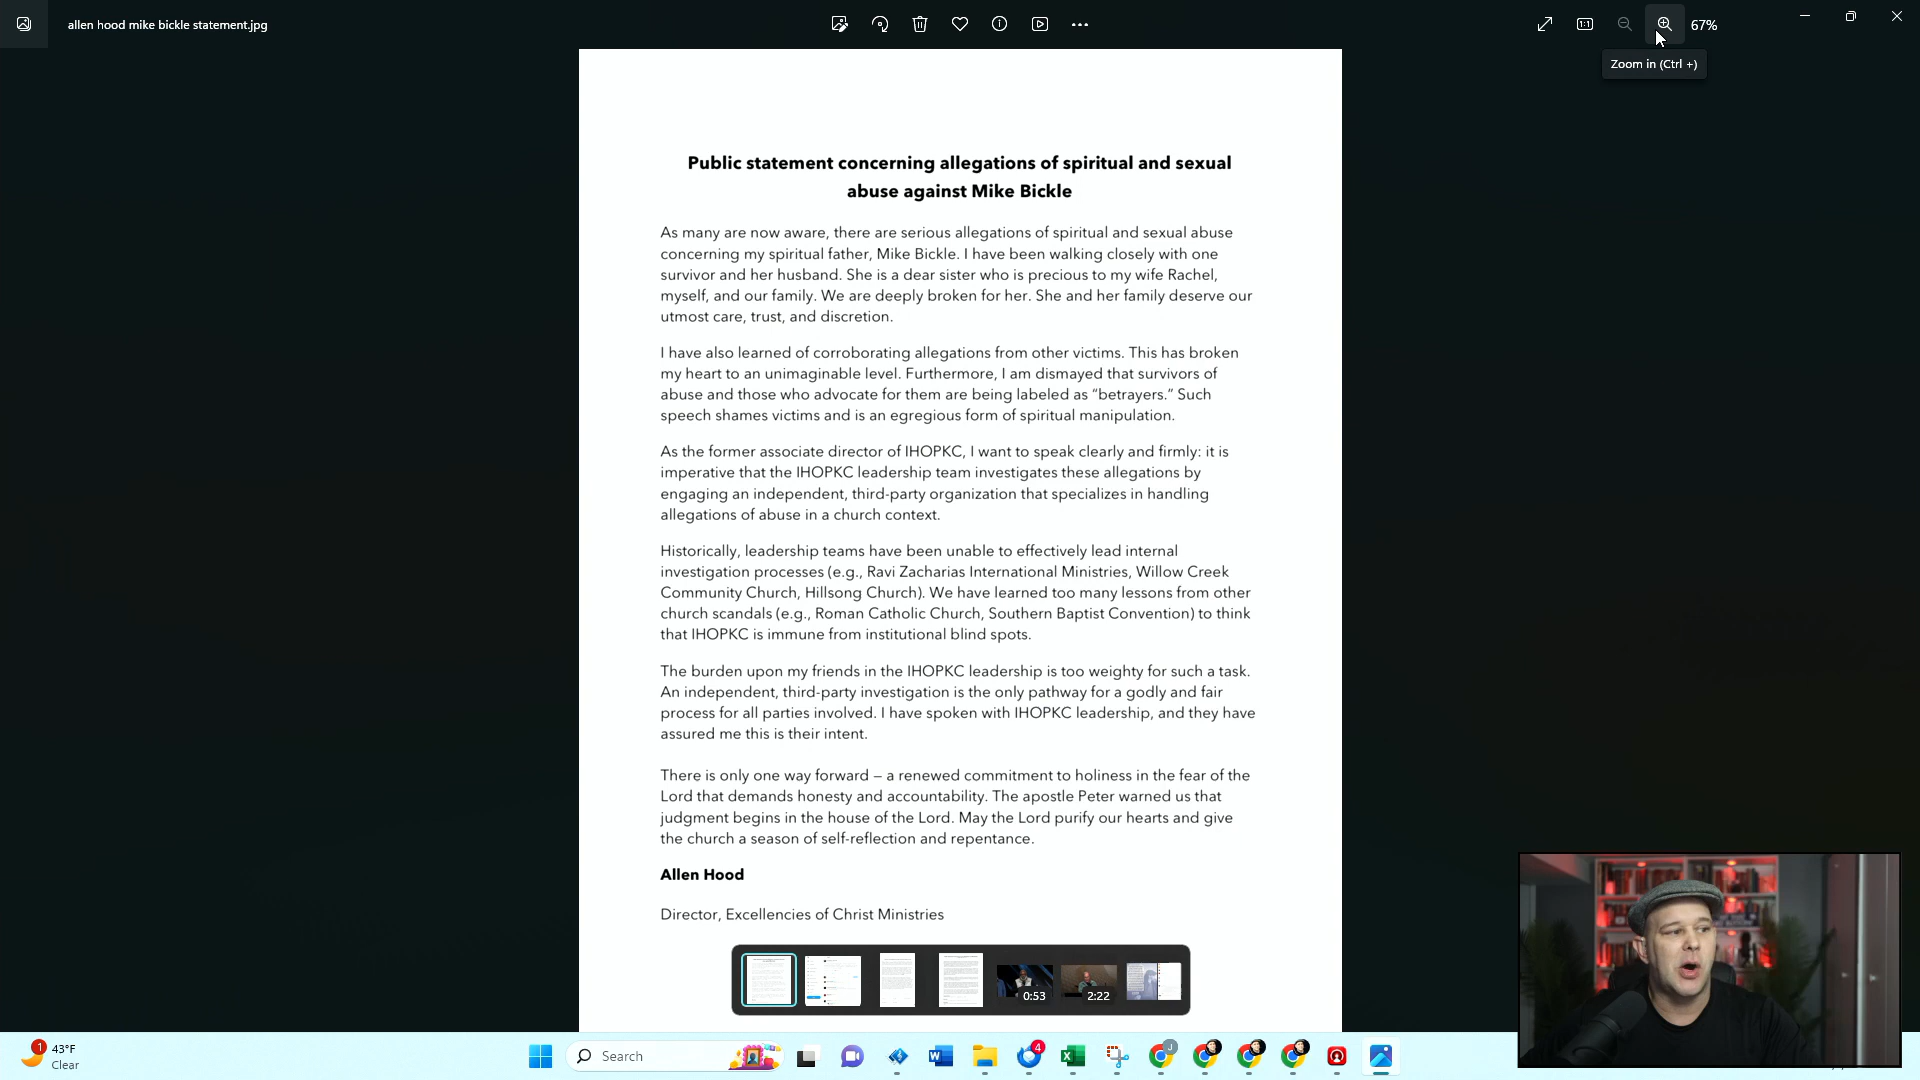 allen hood mike bickle statement.jpg
67%
Zoom in (Ctrl +)
Public statement concerning allegations of spiritual and sexual
abuse against Mike Bickle
As many are now aware, there are serious allegations of spiritual and sexual abuse
concerning my spiritual father, Mike Bickle. I have been walking closely with one
survivor and her husband. She is a dear sister who is precious to my wife Rachel,
myself, and our family. We are deeply broken for her. She and her family deserve our
utmost care, trust, and discretion.
I have also learned of corroborating allegations from other victims. This has broken
my heart to an unimaginable level. Furthermore, I am dismayed that survivors of
abuse and those who advocate for them are being labeled as “betrayers.” Such
speech shames victims and is an egregious form of spiritual manipulation.
As the former associate director of IHOPKC, I want to speak clearly and firmly: it is
imperative that the IHOPKC leadership team investigates these allegations by
engaging an independent, third-party organization that specializes in handling
allegations of abuse in a church context.
Historically, leadership teams have been unable to effectively lead internal
investigation processes (e.g., Ravi Zacharias International Ministries, Willow Creek
Community Church, Hillsong Church). We have learned too many lessons from other
church scandals (e.g., Roman Catholic Church, Southern Baptist Convention) to think
that IHOPKC is immune from institutional blind spots.
The burden upon my friends in the IHOPKC leadership is too weighty for such a task.
An independent, third-party investigation is the only pathway for a godly and fair
process for all parties involved. I have spoken with IHOPKC leadership, and they have
assured me this is their intent.
There is only one way forward – a renewed commitment to holiness in the fear of the
Lord that demands honesty and accountability. The apostle Peter warned us that
judgment begins in the house of the Lord. May the Lord purify our hearts and give
the church a season of self-reflection and repentance.
Allen Hood
Director, Excellencies of Christ Ministries
0:53
2:22
1
43°F
Clear
Search
4
J